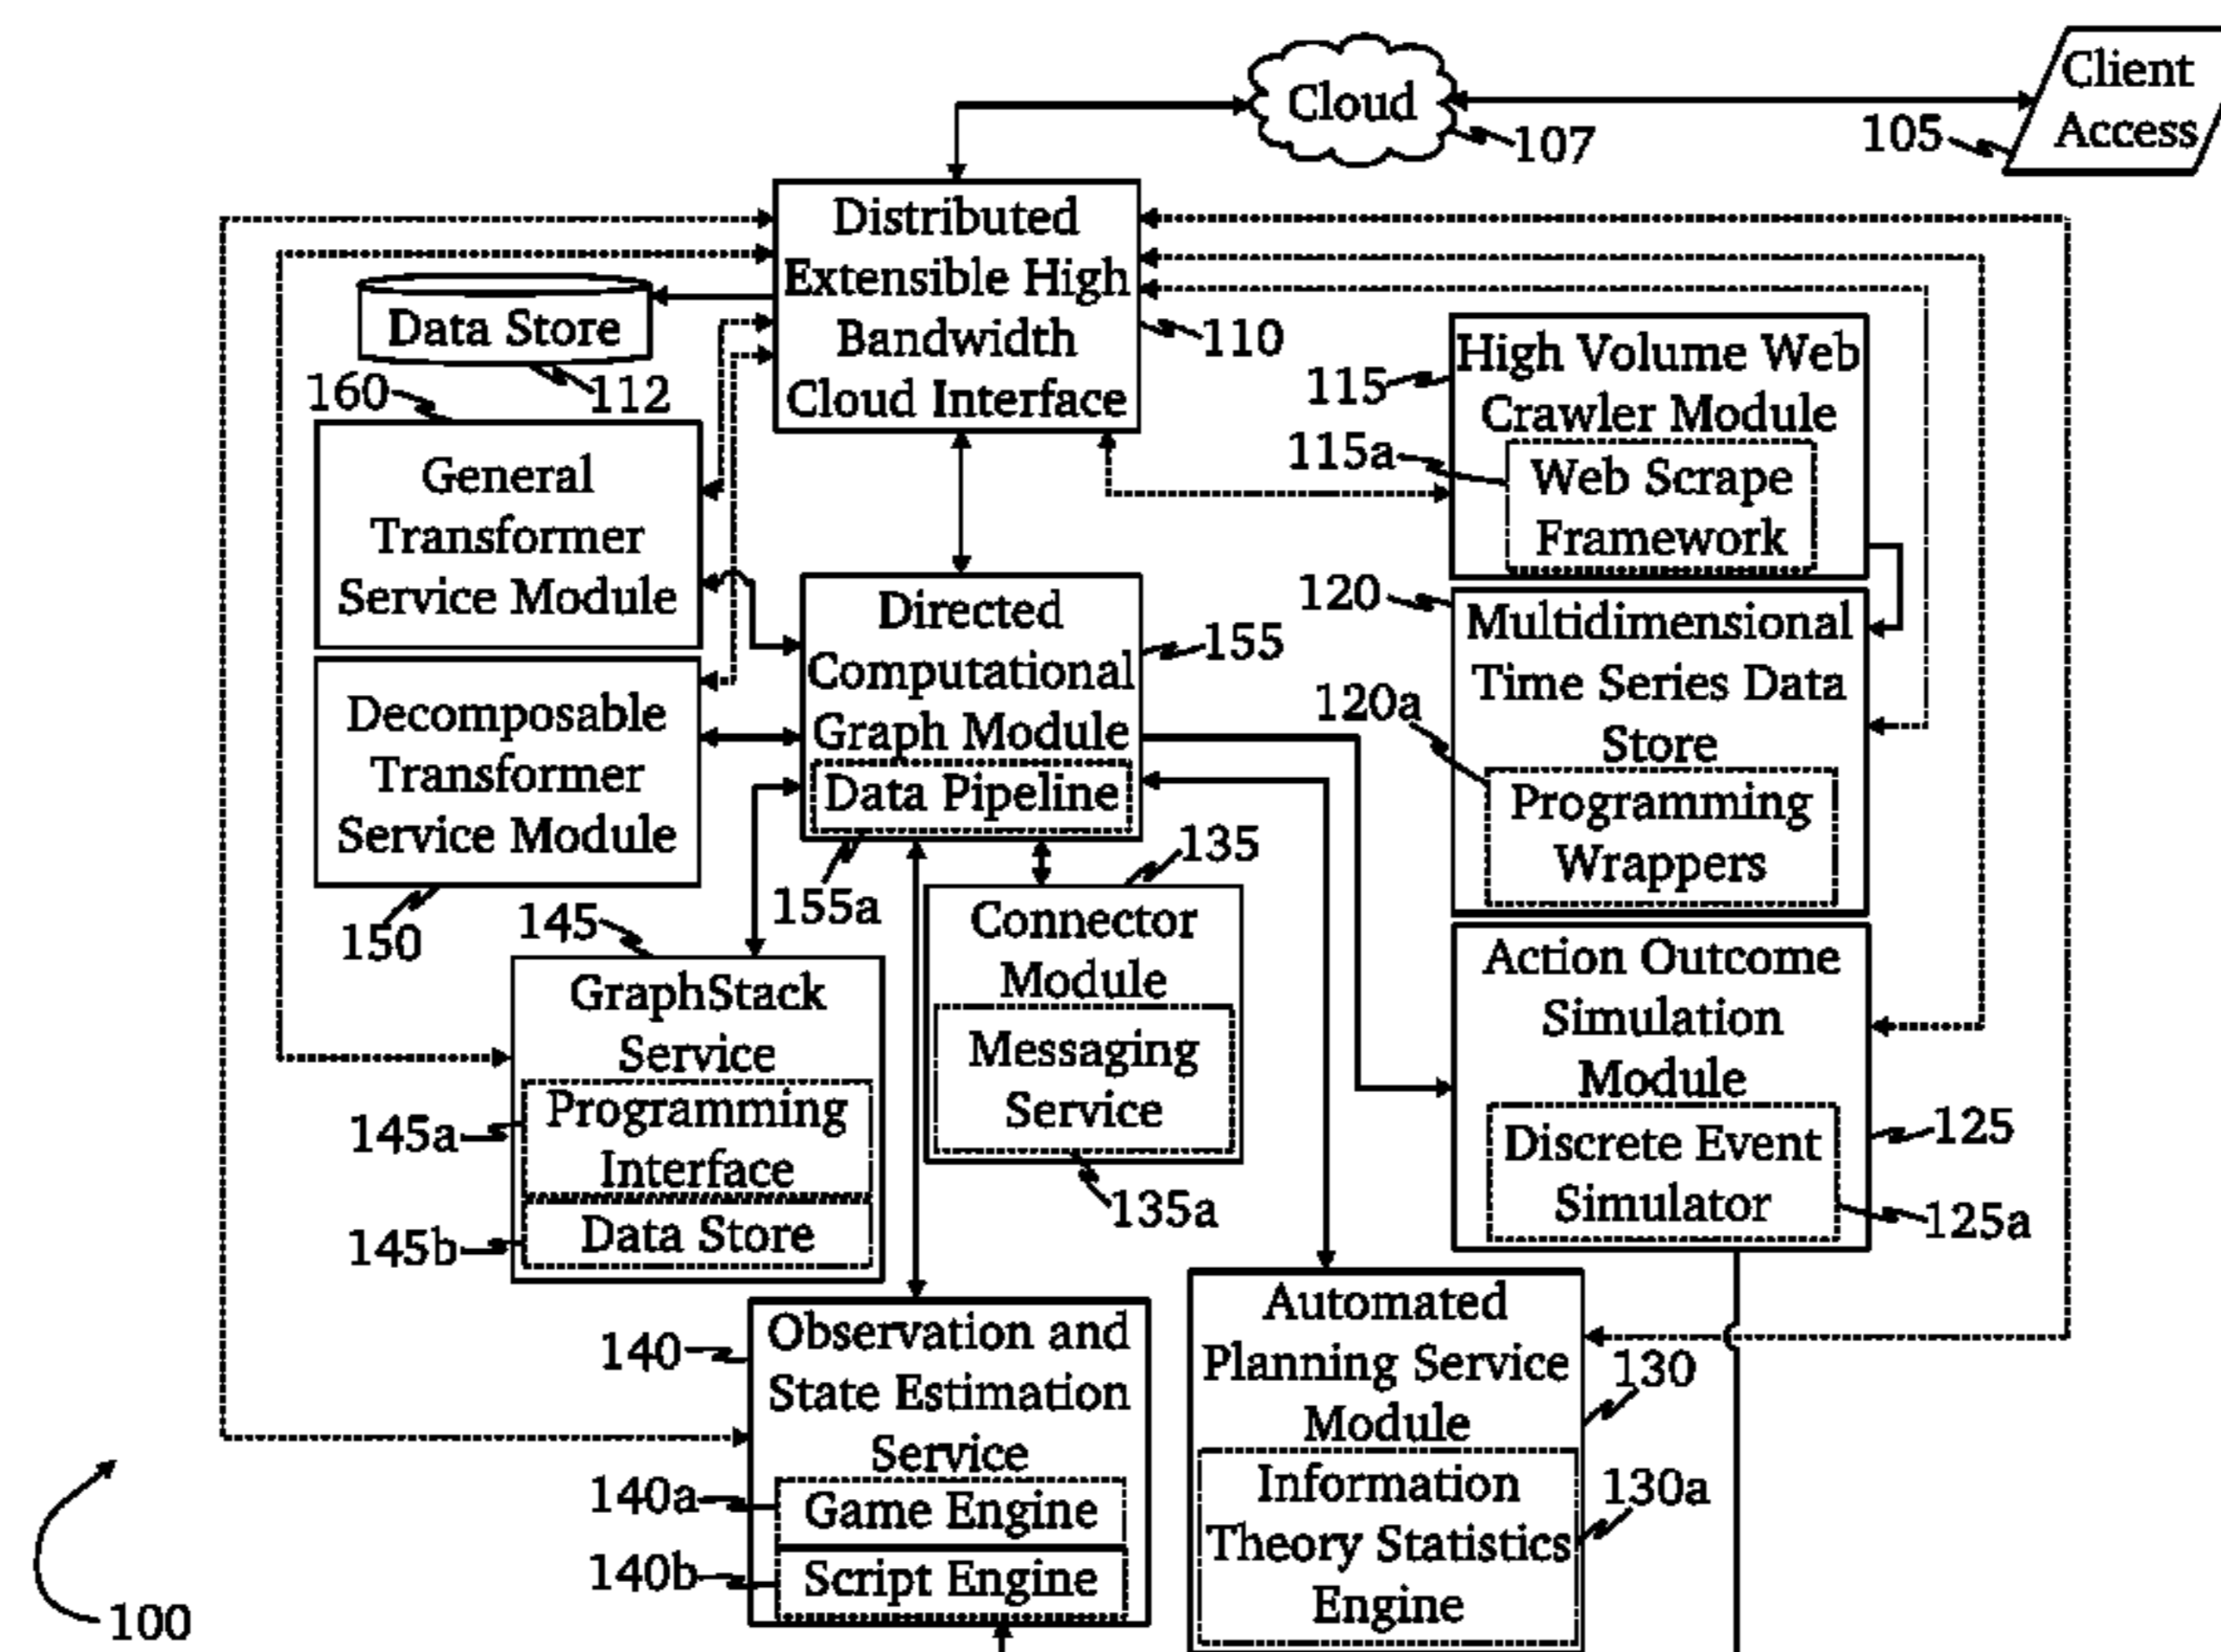 Cloud
107
Client
Access
105
Distributed
Extensible High
Bandwidth
Cloud Interface
110
Data Store
112
160
General
Transformer
Service Module
Decomposable
Transformer
Service Module
150
115
High Volume Web
Crawler Module
115a
Web Scrape
Framework
120
Multidimensional
Time Series Data
Store
120a
Programming
Wrappers
Directed
Computational
Graph Module
155
Data Pipeline
155a
135
Connector
Module
Messaging
Service
135a
145
GraphStack
Service
145a
Programming
Interface
145b
Data Store
Action Outcome
Simulation
Module
125
Discrete Event
Simulator
125a
140
Observation and
State Estimation
Service
140a
Game Engine
140b
Script Engine
Automated
Planning Service
Module
130
Information
Theory Statistics
Engine
130a
100